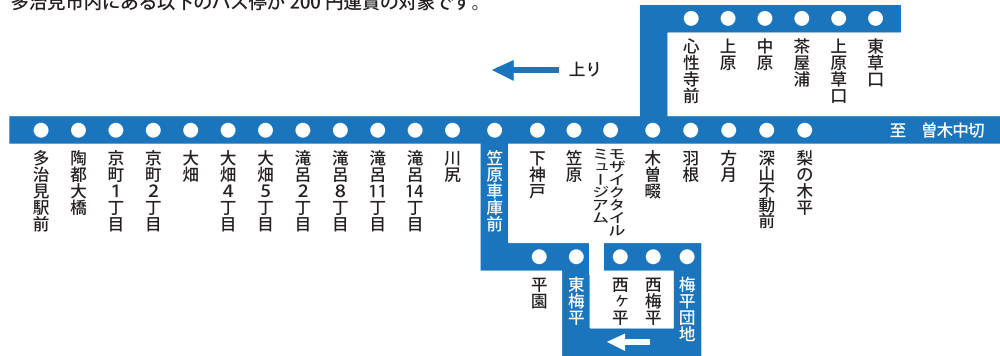 多治見市内にある以下のバス停が 200 円運賃の対象です。
心性寺前
上原
中原
茶屋浦
上原草口
東草口
上り
至 曽木中切
多治見駅前
陶都大橋
京町1丁目
京町2丁目
大畑
大畑4丁目
大畑5丁目
滝呂2丁目
滝呂8丁目
滝呂11丁目
滝呂14丁目
川尻
笠原車庫前
下神戸
笠原
モザイクタイル
ミュージアム
木曽畷
羽根
方月
深山不動前
梨の木平
平園
東梅平
西ヶ平
西梅平
梅平団地